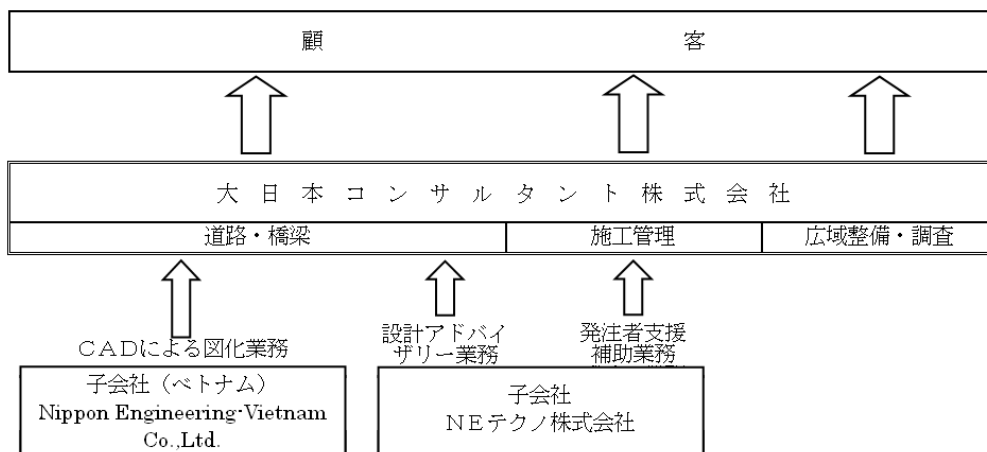 顧客
大日本コンサルタント株式会社
道路・橋梁
施工管理
広域整備・調査
CADによる図化業務
設計アドバイ
ザリー業務
発注者支援
補助業務
子会社（ベトナム）
Nippon Engineering-Vietnam
Co.,Ltd.
子会社
NEテクノ株式会社